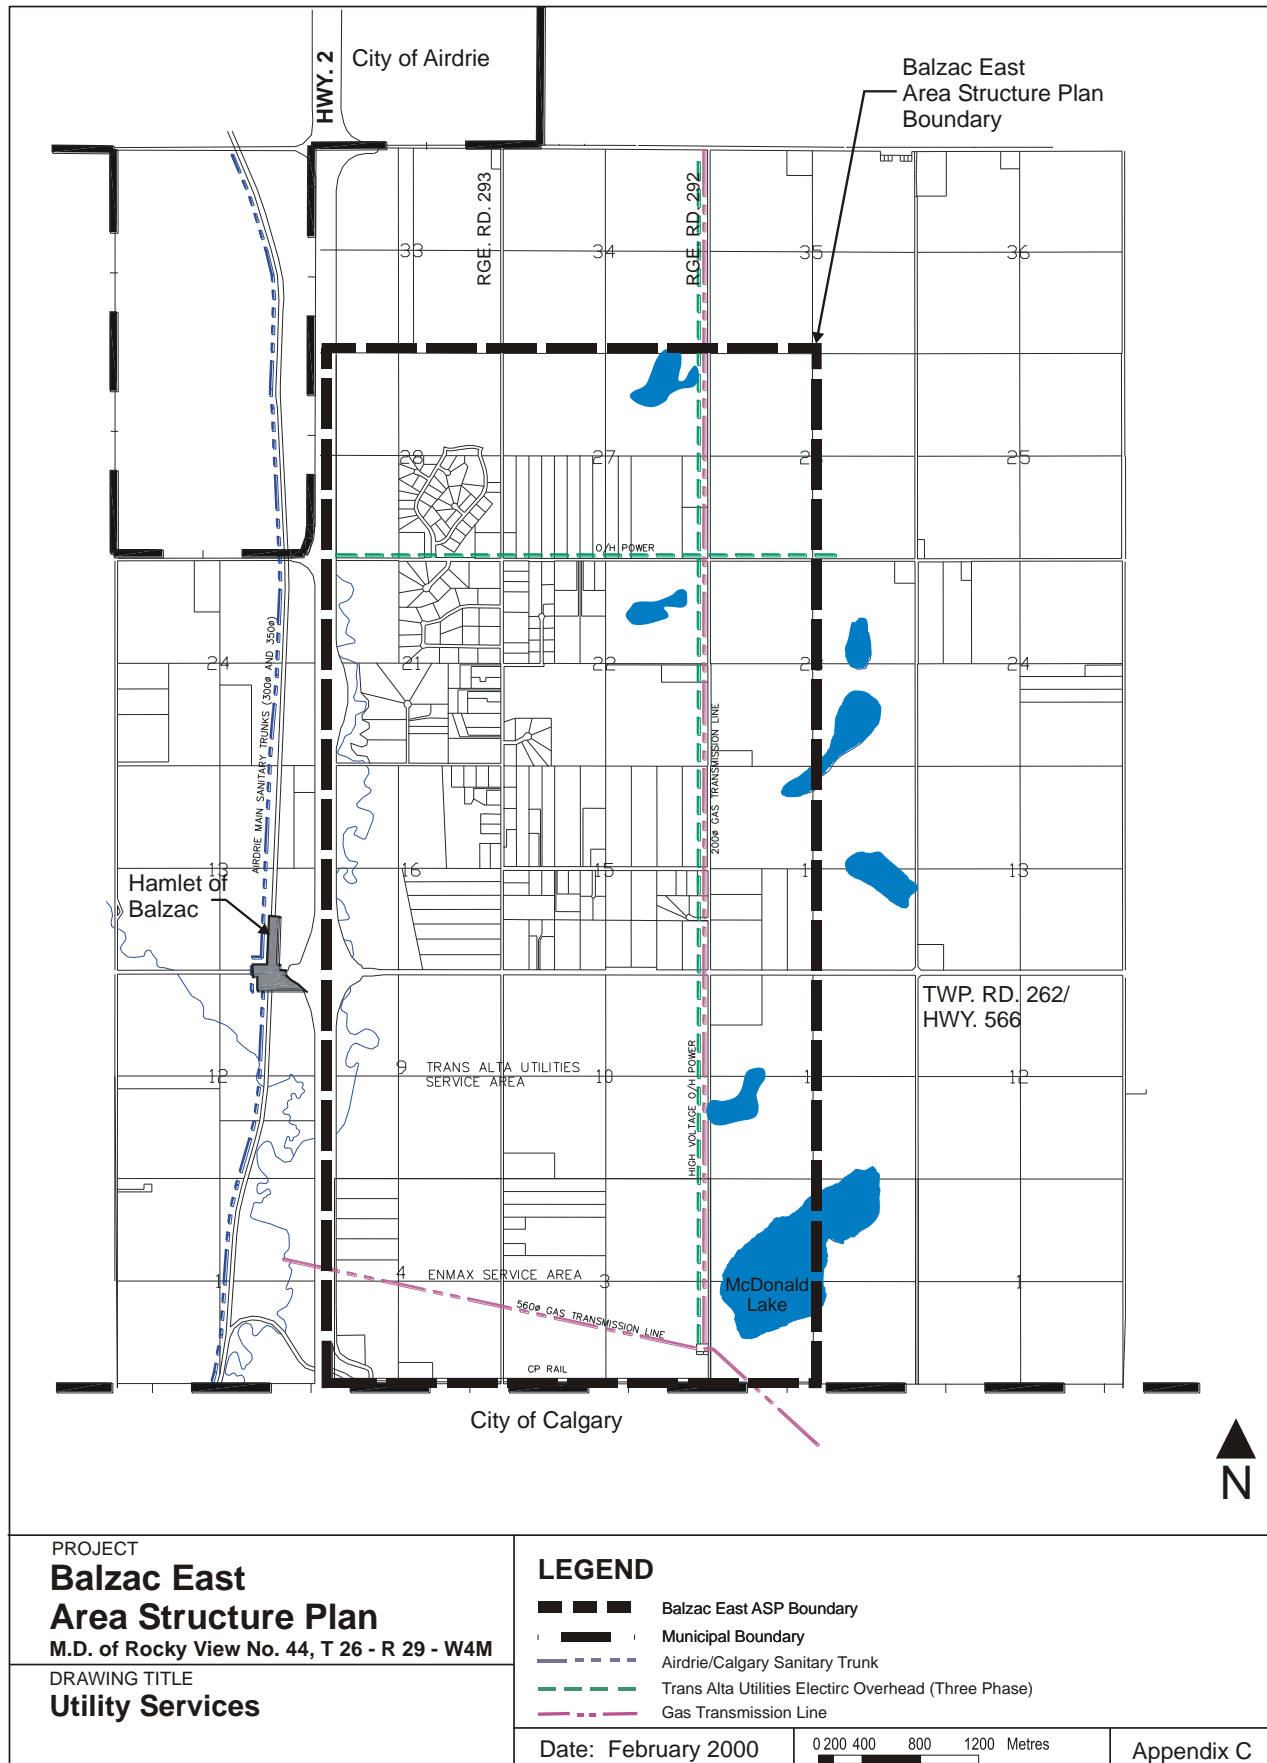 City of Airdrie
HWY. 2
Balzac East
Area Structure Plan
Boundary
RGE. RD. 293
RGE. RD. 292
33
34
35
36
28
27
25
O/H POWER
AIRDRIE MAIN SANITARY TRUNKS (300ø AND 350ø)
24
21
22
24
200ø GAS TRANSMISSION LINE
13
16
15
13
Hamlet of
Balzac
TWP. RD. 262/
HWY. 566
HIGH VOLTAGE O/H POWER
12
9
TRANS ALTA UTILITIES
SERVICE AREA
10
12
1
4
ENMAX SERVICE AREA
3
1
McDonald
Lake
560ø GAS TRANSMISSION LINE
CP RAIL
City of Calgary
N
PROJECT
Balzac East
Area Structure Plan
M.D. of Rocky View No. 44, T 26 - R 29 - W4M
DRAWING TITLE
Utility Services
LEGEND
Balzac East ASP Boundary
Municipal Boundary
Airdrie/Calgary Sanitary Trunk
Trans Alta Utilities Electirc Overhead (Three Phase)
Gas Transmission Line
Date: February 2000
0 200 400 800 1200 Metres
Appendix C